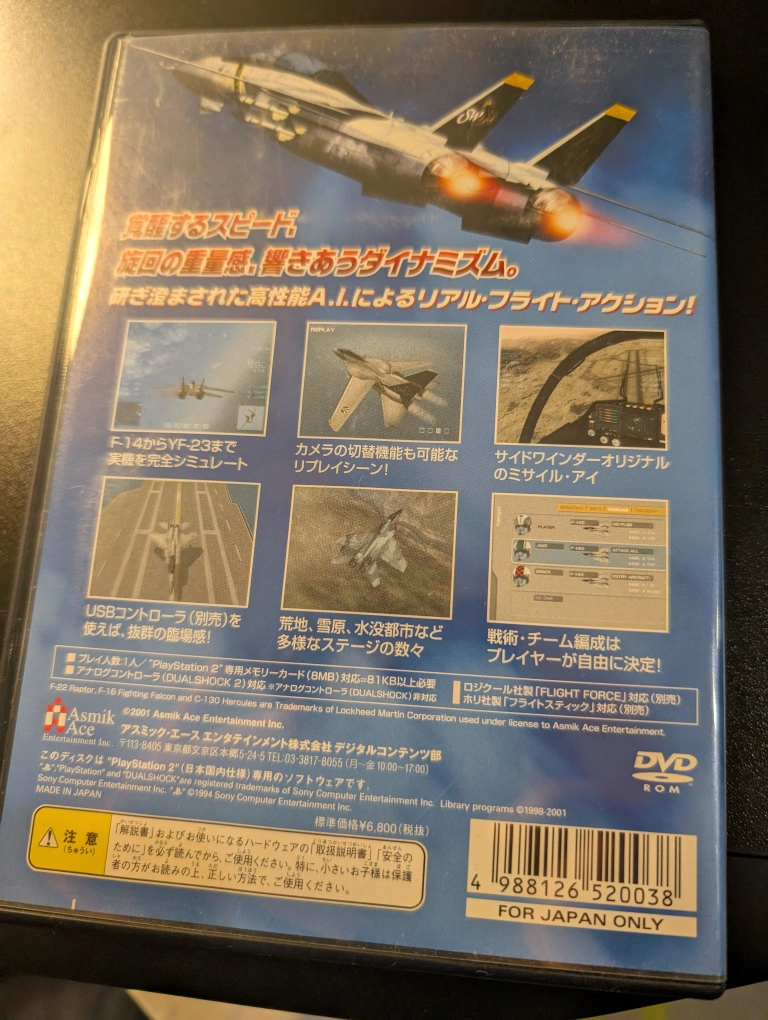 覚醒するスピード、
旋回の重量感、響きあうダイナミズム。
研ぎ澄まされた高性能A.I.によるリアル・フライト・アクション!
REPLAY
F-14からYF-23まで
実機を完全シミュレート
カメラの切替機能も可能な
リプレイシーン!
サイドワインダーオリジナル
のミサイル・アイ
PLAYER
USBコントローラ(別売)を
使えば、抜群の臨場感!
荒地、雪原、水没都市など
多様なステージの数々
戦術・チーム編成は
プレイヤーが自由に決定!
■プレイ人数:1人/"PlayStation 2"専用メモリーカード(8MB)対応=81KB以上必要
■アナログコントローラ(DUALSHOCK 2)対応 ※アナログコントローラ(DUALSHOCK)非対応
ロジクール社製「FLIGHT FORCE」対応(別売)
ホリ社製「フライトスティック」対応(別売)
F-22 Raptor, F-16 Fighting Falcon and C-130 Hercules are Trademarks of Lockheed Martin Corporation used under license to Asmik Ace Entertainment.
Asmik
Ace
Entertainment Inc.
©2001 Asmik Ace Entertainment Inc.
アスミック・エース エンタテインメント株式会社 デジタルコンテンツ部
〒113-8405 東京都文京区本郷5-24-5 TEL:03-3817-8055 (月~金 10:00~17:00)
このディスクは "PlayStation 2" (日本国内仕様) 専用のソフトウェアです。
"PlayStation" and "DUALSHOCK"are registered trademarks of Sony Computer Entertainment Inc. Library programs ©1998-2001
Sony Computer Entertainment Inc. ©1994 Sony Computer Entertainment Inc.
MADE IN JAPAN
DVD
ROM
標準価格¥6,800(税抜)
注意
(ちゅうい)
「解説書」およびお使いになるハードウェアの「取扱説明書」「安全の
ために」を必ず読んでから、ご使用ください。特に、小さいお子様は保護
者の方がお読みの上、正しい方法で、ご使用ください。
4 988126 520038
FOR JAPAN ONLY